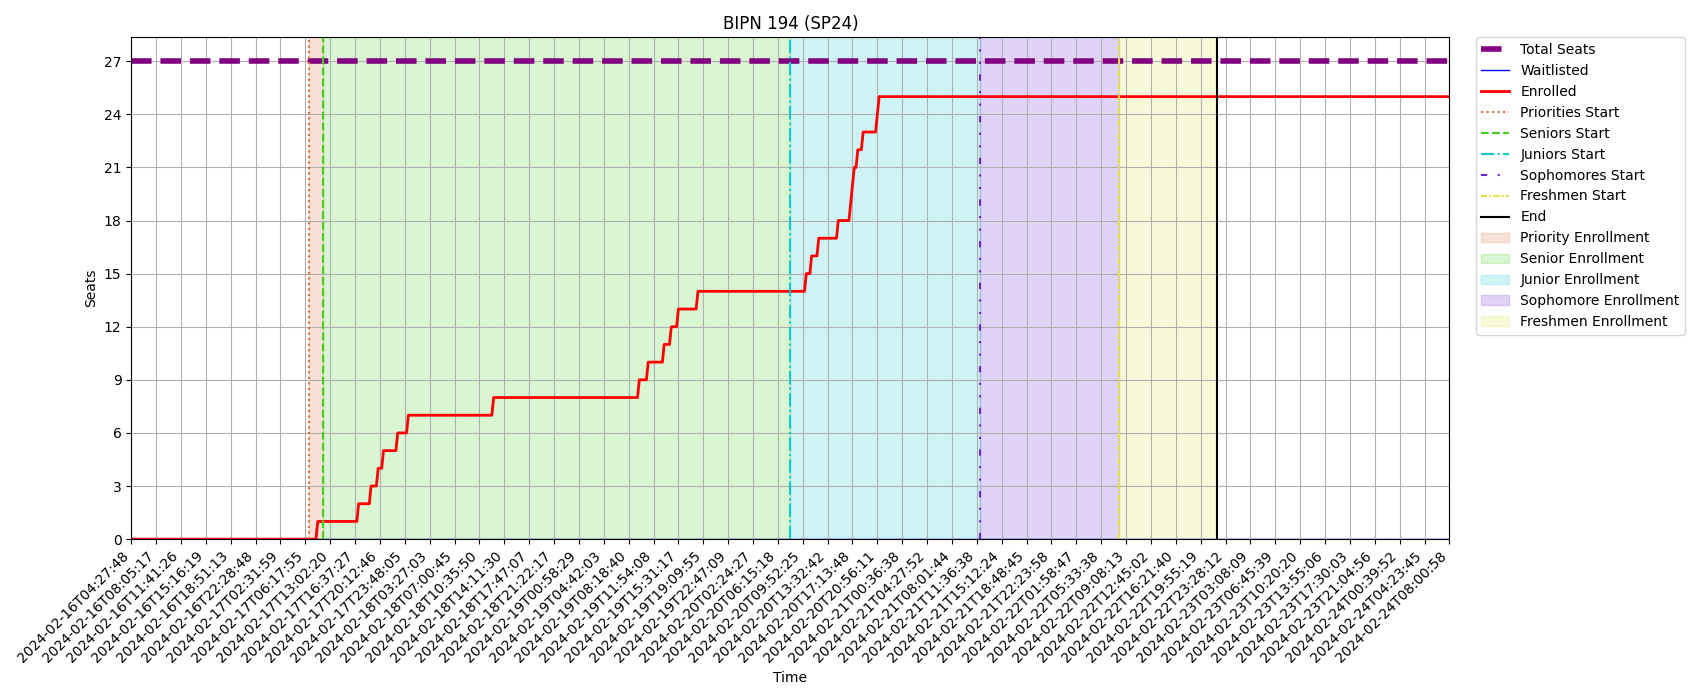 BIPN 194 (SP24)
Seats
27
24
21
18
15
12
9
6
3
0
2024-02-16T04:27:48
2024-02-16T08:05:17
2024-02-16T11:41:26
2024-02-16T15:16:19
2024-02-16T18:51:13
2024-02-16T22:28:48
2024-02-17T02:31:59
2024-02-17T06:17:55
2024-02-17T13:02:20
2024-02-17T16:37:27
2024-02-17T20:12:46
2024-02-17T23:48:05
2024-02-18T03:27:03
2024-02-18T07:00:45
2024-02-18T10:35:50
2024-02-18T14:11:30
2024-02-18T17:47:07
2024-02-18T21:22:17
2024-02-19T00:58:29
2024-02-19T04:42:03
2024-02-19T08:18:40
2024-02-19T11:54:08
2024-02-19T15:31:17
2024-02-19T19:09:55
2024-02-19T22:47:09
2024-02-20T02:24:27
2024-02-20T06:15:18
2024-02-20T09:52:25
2024-02-20T13:32:42
2024-02-20T17:13:48
2024-02-20T20:56:11
2024-02-21T00:36:38
2024-02-21T04:27:52
2024-02-21T08:01:44
2024-02-21T11:36:38
2024-02-21T15:12:24
2024-02-21T18:48:45
2024-02-21T22:23:58
2024-02-22T01:58:47
2024-02-22T05:33:38
2024-02-22T09:08:13
2024-02-22T12:45:02
2024-02-22T16:21:40
2024-02-22T19:55:19
2024-02-22T23:28:12
2024-02-23T03:08:09
2024-02-23T06:45:39
2024-02-23T10:20:20
2024-02-23T13:55:06
2024-02-23T17:30:03
2024-02-23T21:04:56
2024-02-24T00:39:52
2024-02-24T04:23:45
2024-02-24T08:00:58
Time
Total Seats
Waitlisted
Enrolled
Priorities Start
Seniors Start
Juniors Start
Sophomores Start
Freshmen Start
End
Priority Enrollment
Senior Enrollment
Junior Enrollment
Sophomore Enrollment
Freshmen Enrollment